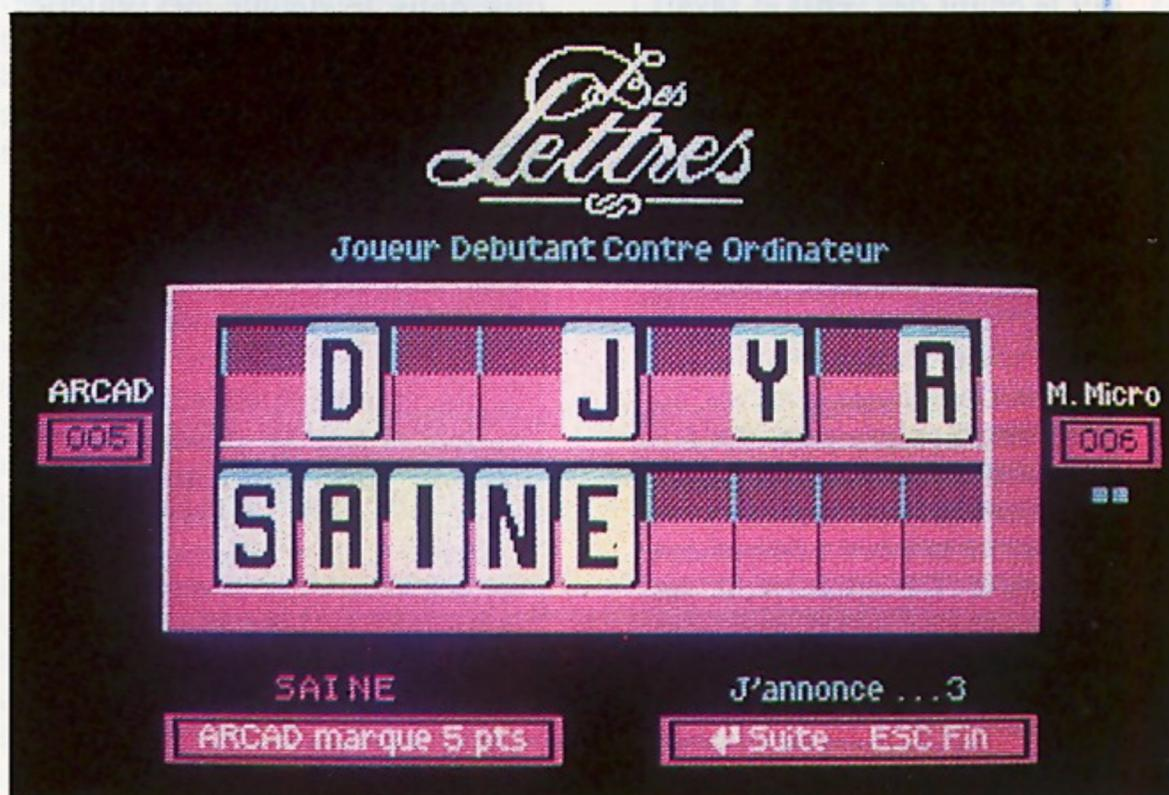 Des
Lettres
Joueur Debutant Contre Ordinateur
D J Y A
ARCAD
005
M. Micro
006
SAINE
SAINE
J'annonce ...3
ARCAD marque 5 pts
↵ Suite ESC Fin